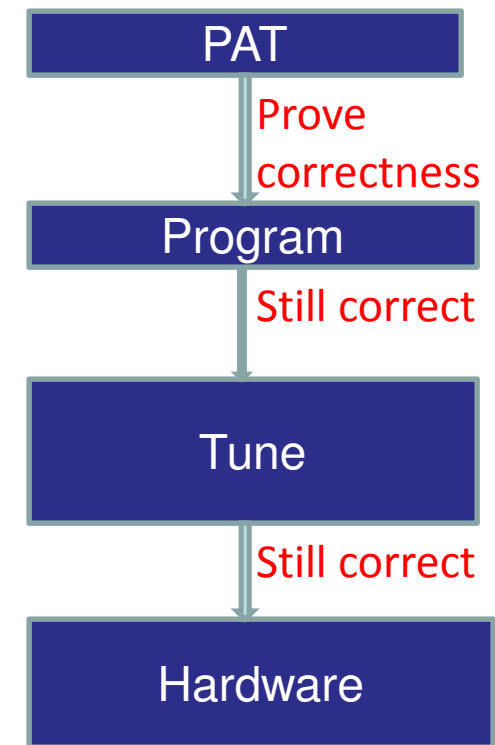 PAT
Prove
correctness
Program
Still correct
Tune
Still correct
Hardware